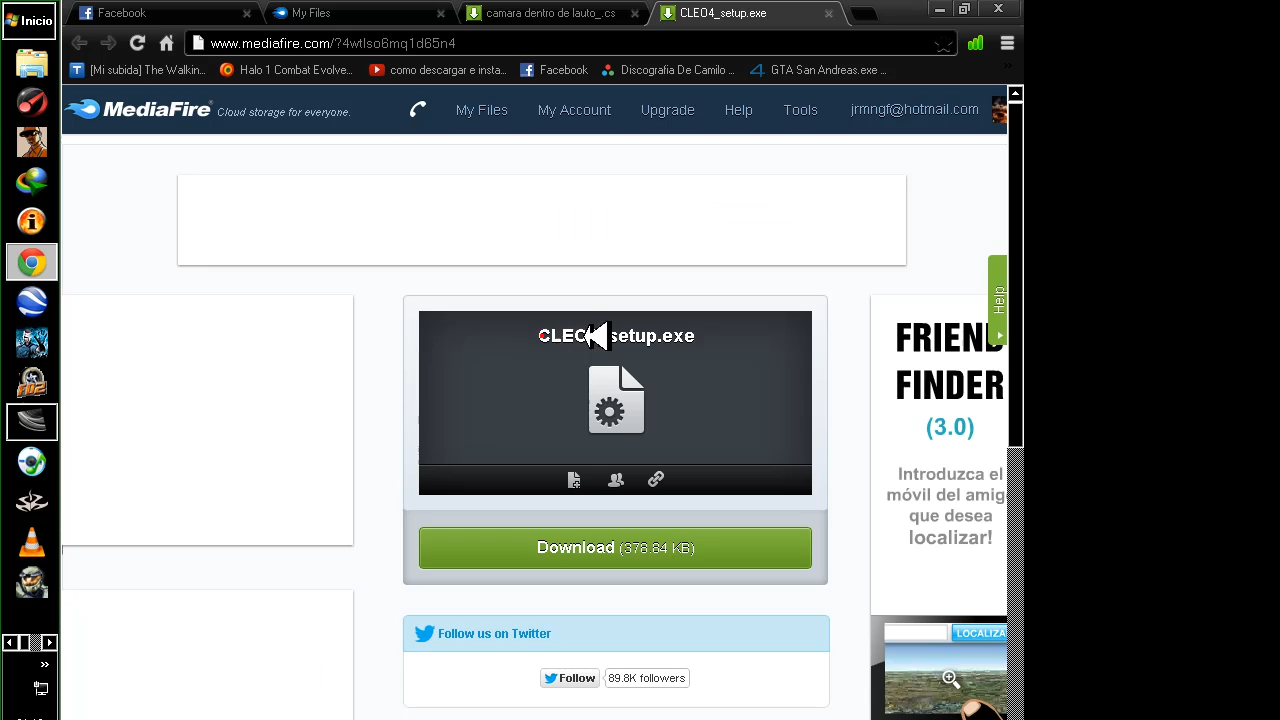 Inicio
Facebook
My Files
camara dentro de lauto_.cs
CLEO4_setup.exe
www.mediafire.com/?4wtlso6mq1d65n4
[Mi subida] The Walkin...
Halo 1 Combat Evolve...
como descargar e insta...
Facebook
Discografia De Camilo ...
GTA San Andreas.exe ...
MediaFire
Cloud storage for everyone.
My Files
My Account
Upgrade
Help
Tools
jrmngf@hotmail.com
Help
CLEO setup.exe
Download (378.84 KB)
Follow us on Twitter
Follow
89.8K followers
FRIEND
FINDER
(3.0)
Introduzca el
móvil del amig
que desea
localizar!
LOCALIZA